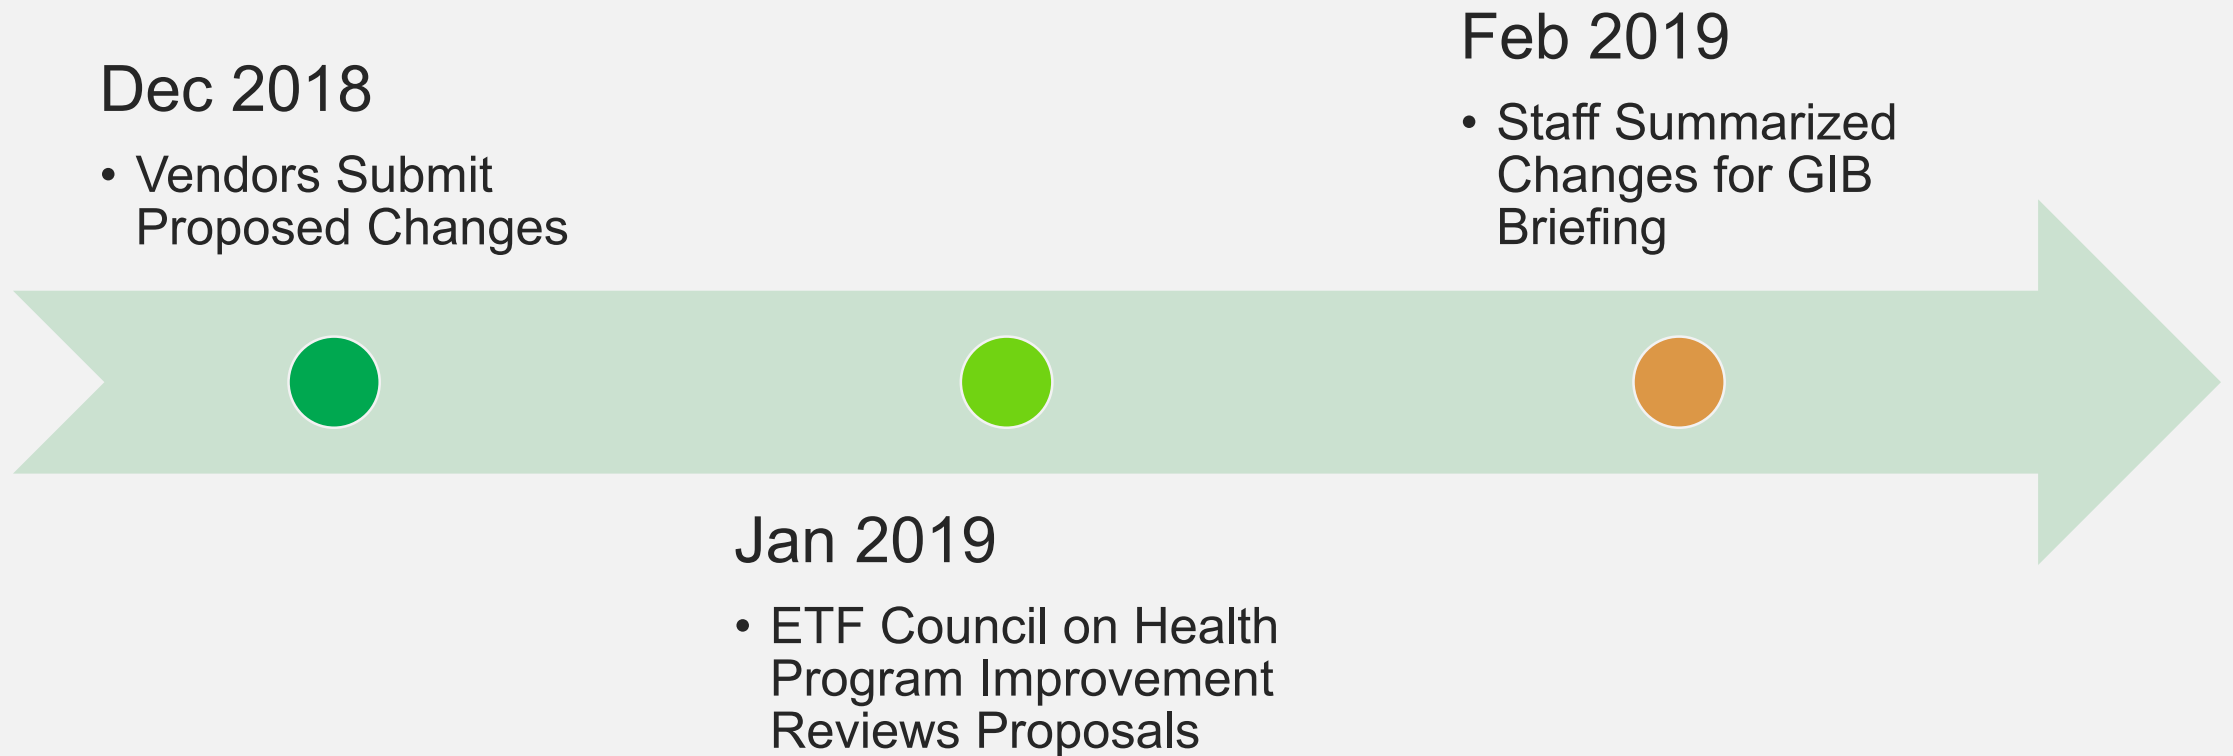 Dec 2018
• Vendors Submit
Proposed Changes
Jan 2019
• ETF Council on Health
Program Improvement
Reviews Proposals
Feb 2019
• Staff Summarized
Changes for GIB
Briefing